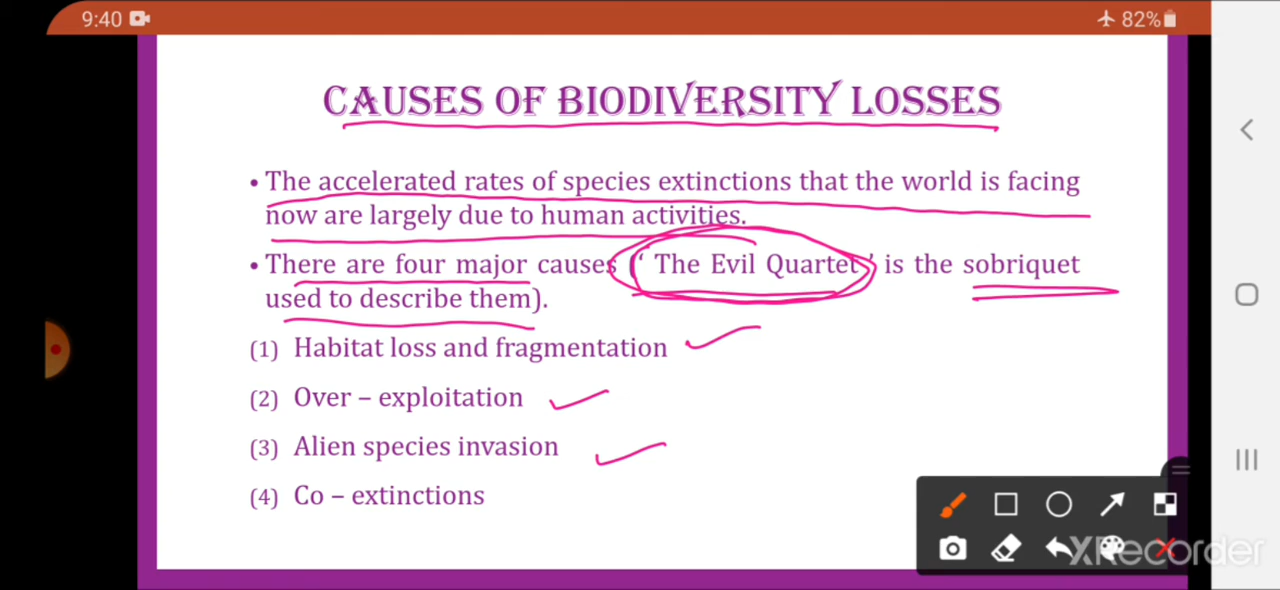 9:40
82%
CAUSES OF BIODIVERSITY LOSSES
• The accelerated rates of species extinctions that the world is facing
now are largely due to human activities.
• There are four major causes (‘ The Evil Quartet ’ is the sobriquet
used to describe them).
(1) Habitat loss and fragmentation
(2) Over – exploitation
(3) Alien species invasion
(4) Co – extinctions
XRecorder